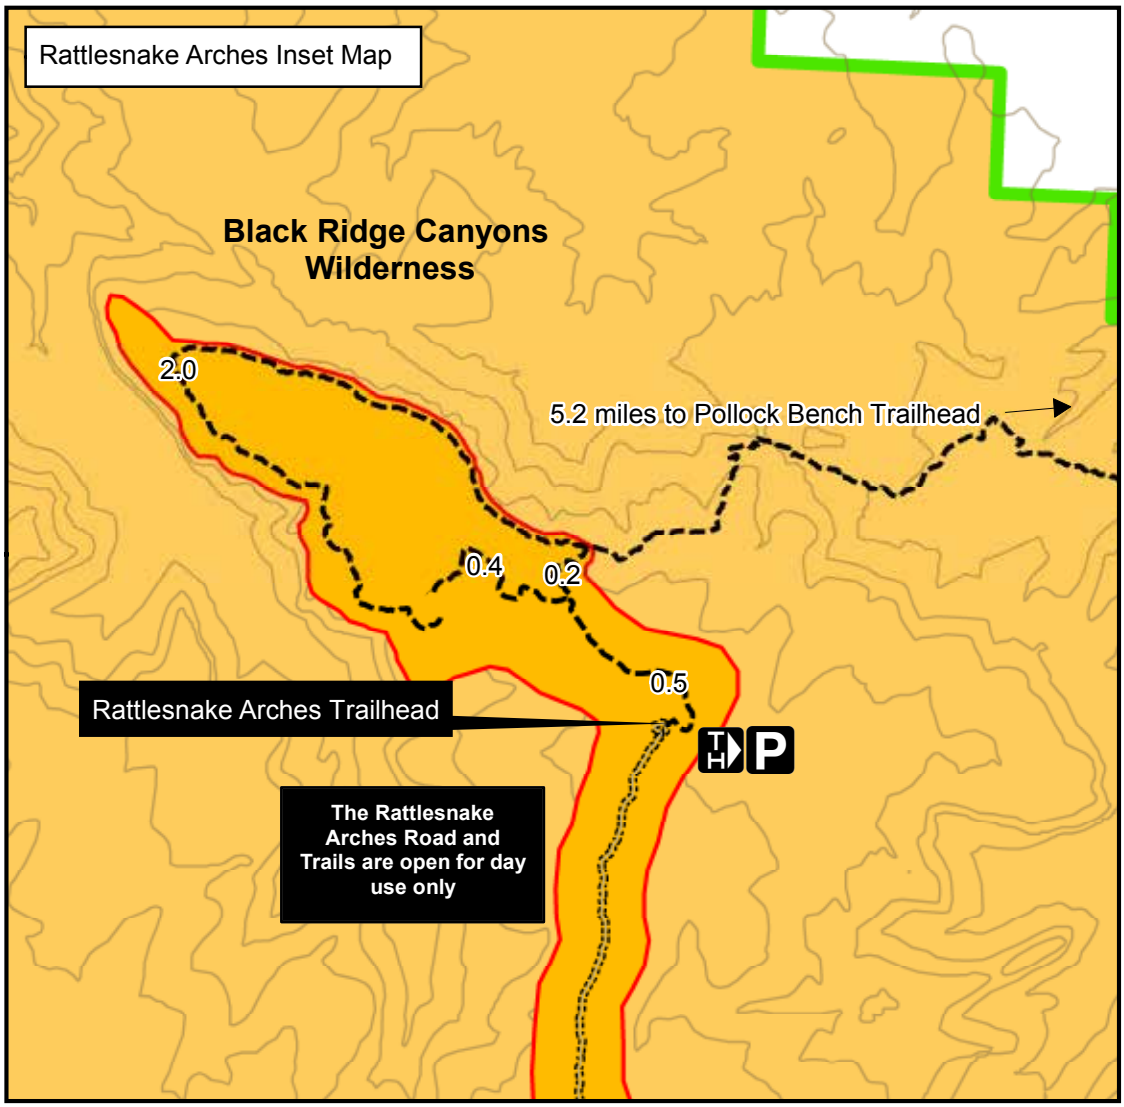 Rattlesnake Arches Inset Map
Black Ridge Canyons
Wilderness
2.0
5.2 miles to Pollock Bench Trailhead
0.4
0.2
0.5
Rattlesnake Arches Trailhead
T
H
P
The Rattlesnake
Arches Road and
Trails are open for day
use only